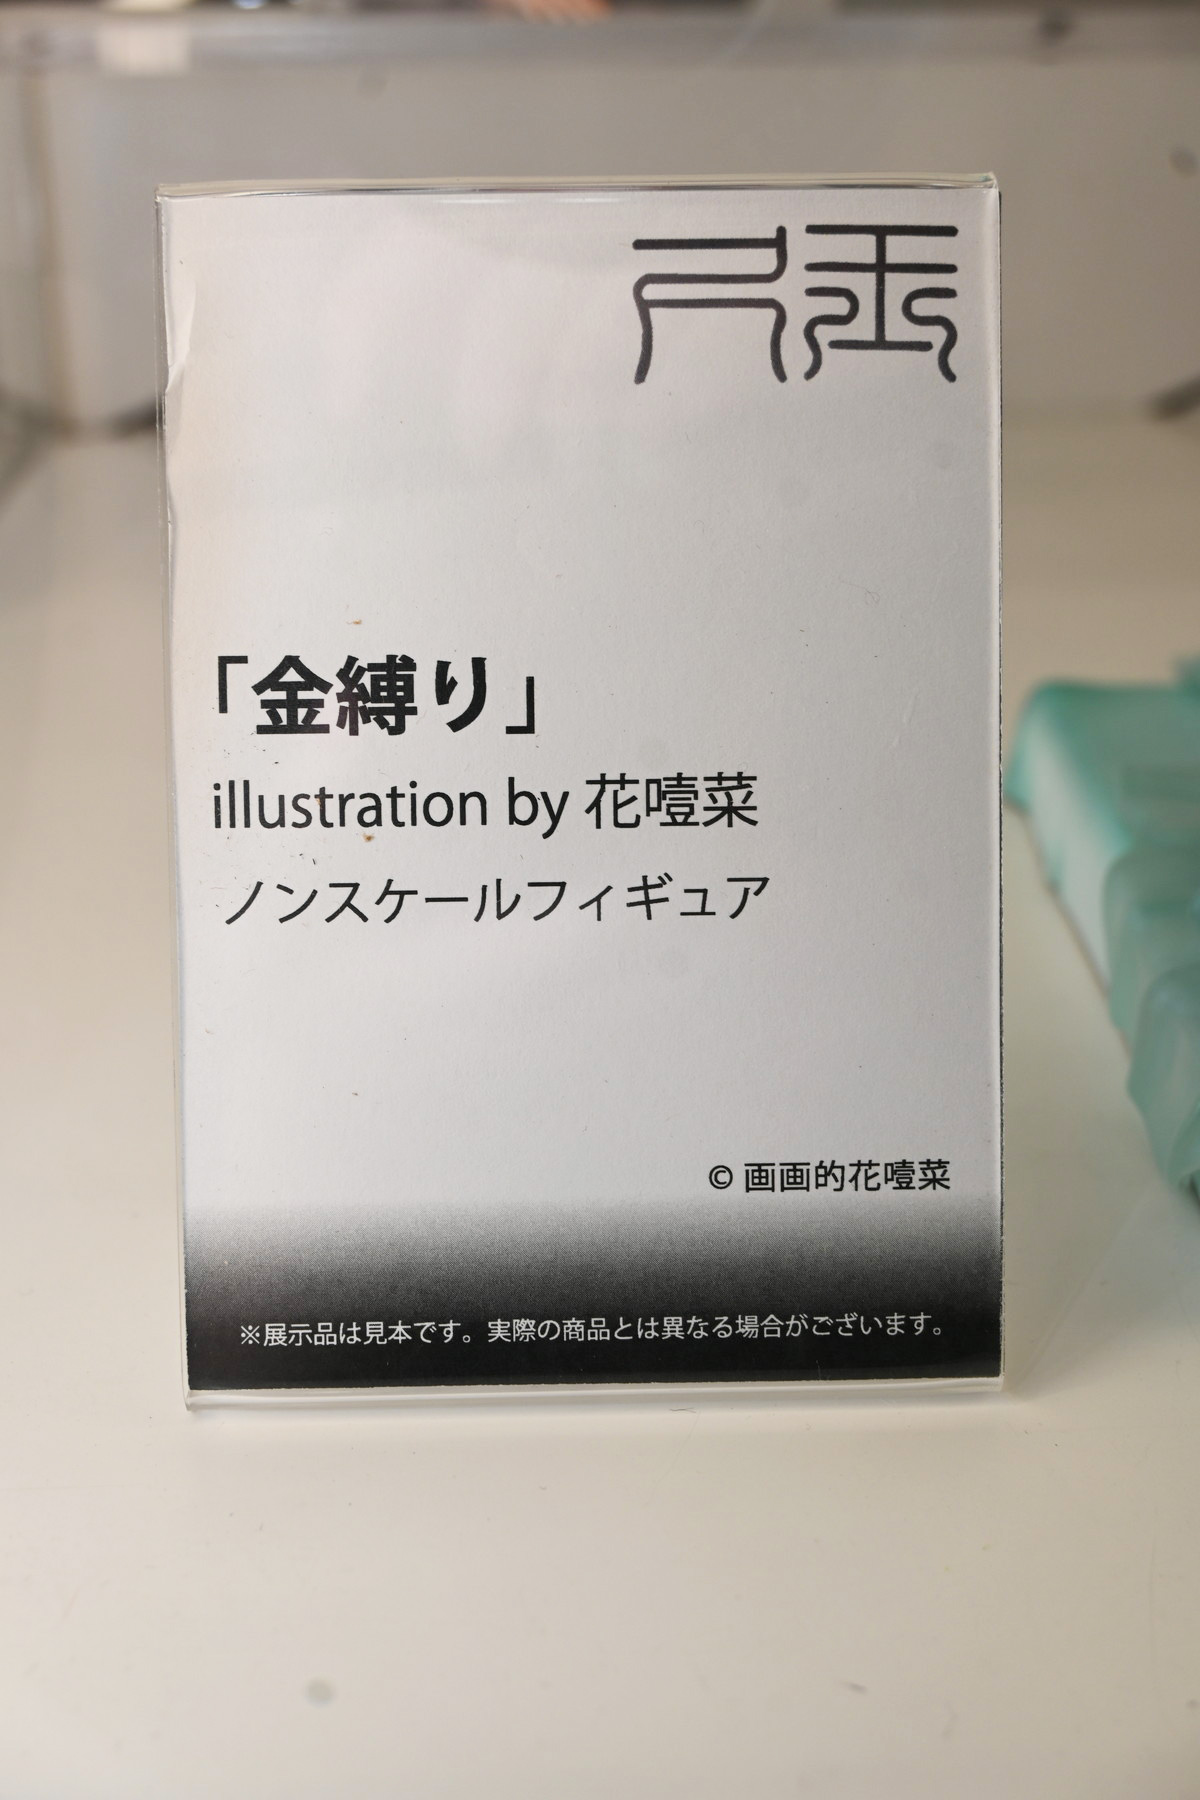 「金縛り」
illustration by 花噎菜
ノンスケールフィギュア
© 画画的花噎菜
※展示品は見本です。実際の商品とは異なる場合がございます。